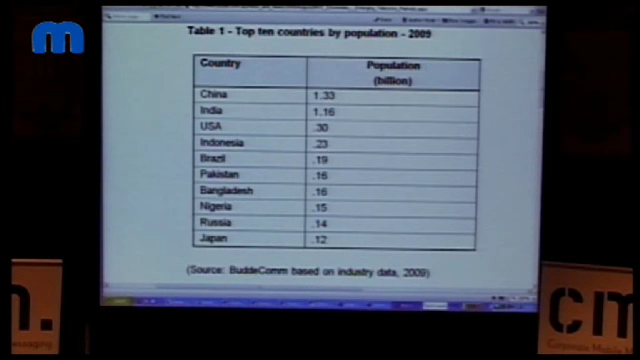 m
Table 1 - Top ten countries by population - 2009
Country Population
(billion)
China 1.33
India 1.16
USA .30
Indonesia .23
Brazil .19
Pakistan .16
Bangladesh .16
Nigeria .15
Russia .14
Japan .12
(Source: BuddeComm based on industry data, 2009)
m. cm